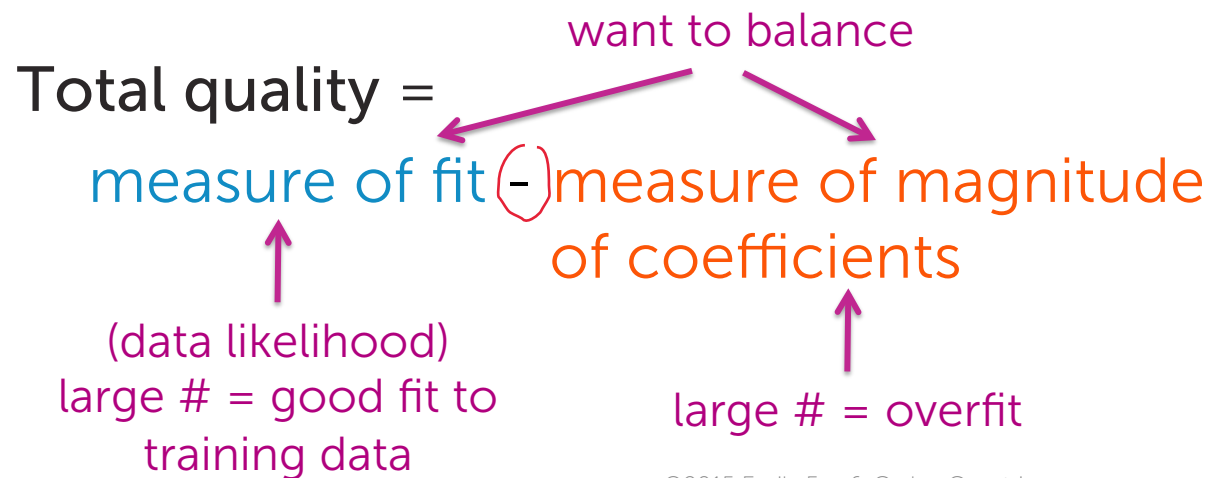 want to balance
Total quality =
measure of fit - measure of magnitude
of coefficients
(data likelihood)
large # = good fit to
training data
large # = overfit